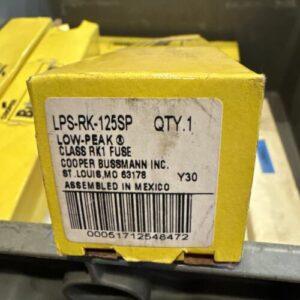 LPS-RK-125SP QTY.1
LOW-PEAK ®
CLASS RK1 FUSE
COOPER BUSSMANN INC.
ST.LOUIS,MO 63178 Y30
ASSEMBLED IN MEXICO
00051712548472